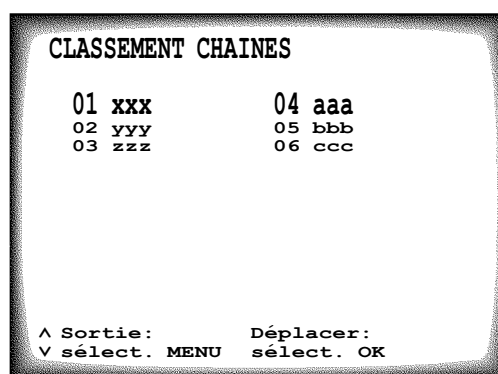 CLASSEMENT CHAINES
01 xxx 04 aaa
02 yyy 05 bbb
03 zzz 06 ccc
∧ Sortie: Déplacer:
∨ sélect. MENU sélect. OK